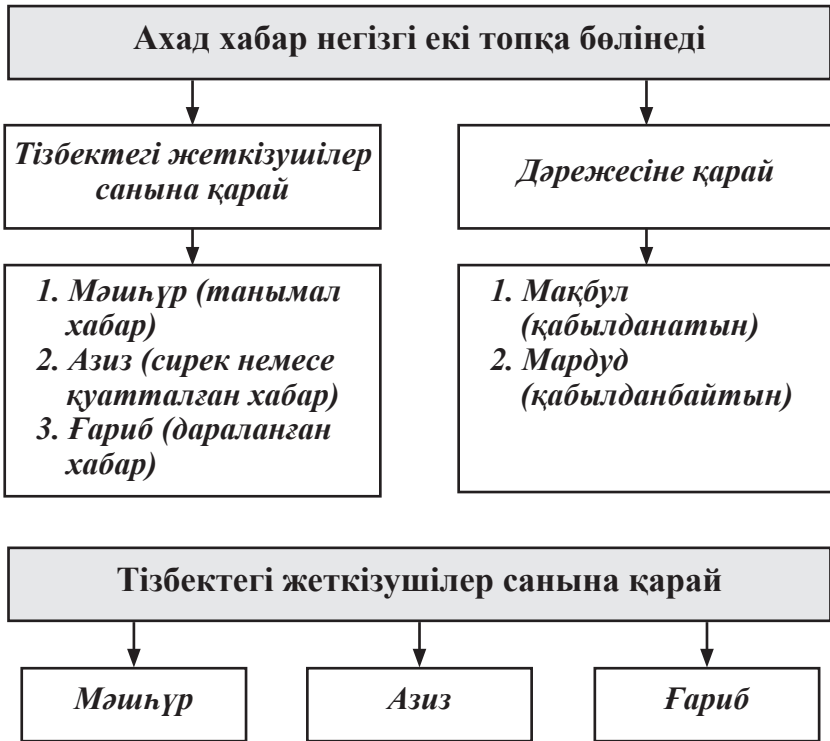 Ахад хабар негізгі екі топқа бөлінеді
Тізбектегі жеткізушілер
санына қарай
Дәрежесіне қарай
1. Мәшһүр (танымал
хабар)
2. Азиз (сирек немесе
қуатталған хабар)
3. Ғариб (дараланған
хабар)
1. Мақбул
(қабылданатын)
2. Мардуд
(қабылданбайтын)
Тізбектегі жеткізушілер санына қарай
Мәшһүр
Азиз
Ғариб